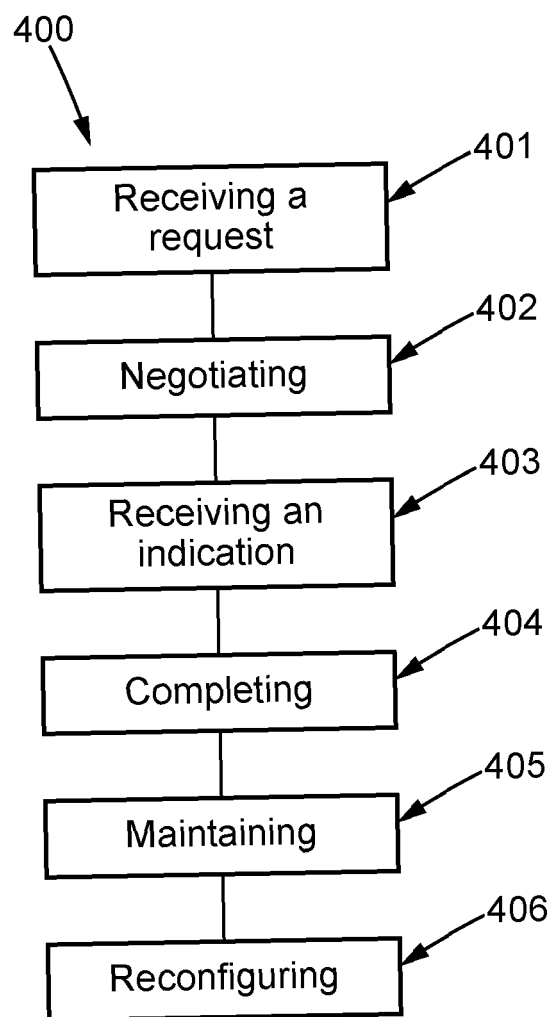 400
401
Receiving a
request
402
Negotiating
403
Receiving an
indication
404
Completing
405
Maintaining
406
Reconfiguring